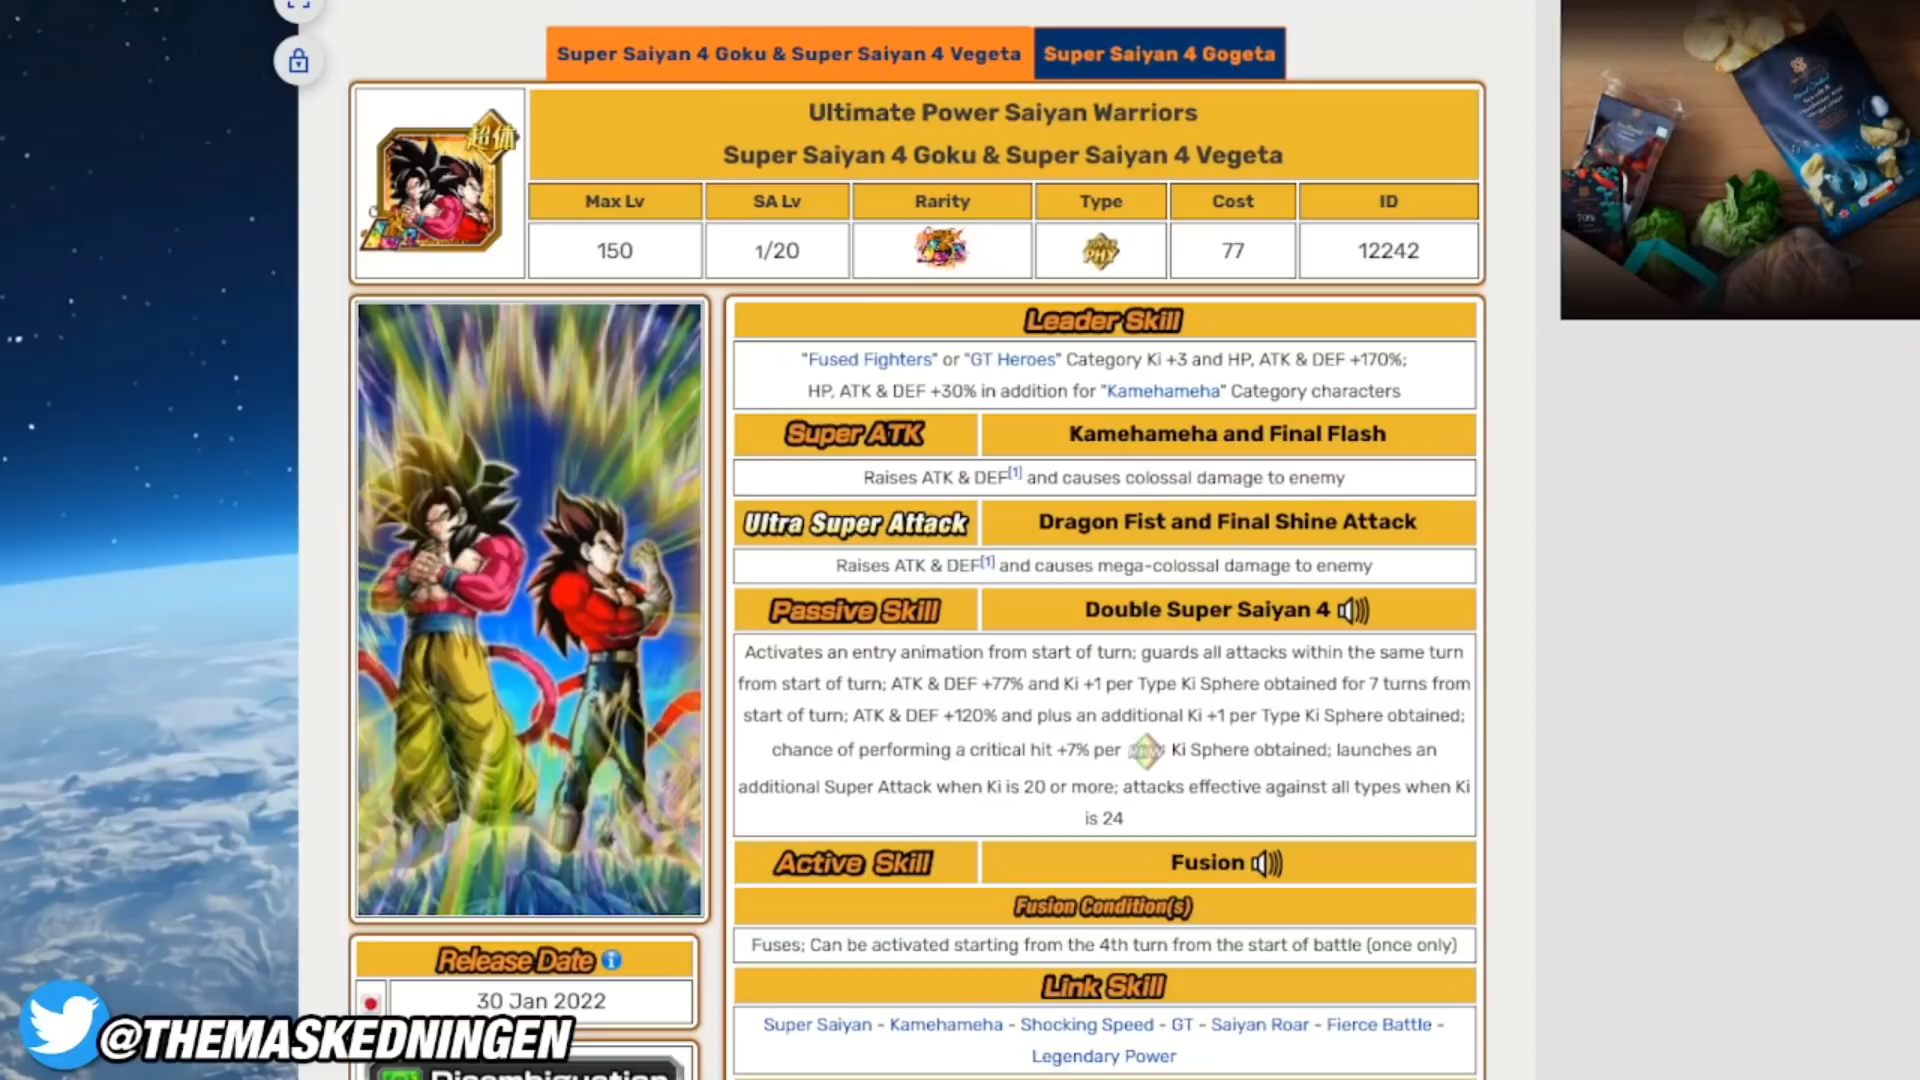 Super Saiyan 4 Goku & Super Saiyan 4 Vegeta
Super Saiyan 4 Gogeta
超体
Ultimate Power Saiyan Warriors
Super Saiyan 4 Goku & Super Saiyan 4 Vegeta
Max Lv
SA Lv
Rarity
Type
Cost
ID
150
1/20
SUPER PHY
77
12242
Leader Skill
"Fused Fighters" or "GT Heroes" Category Ki +3 and HP, ATK & DEF +170%;
HP, ATK & DEF +30% in addition for "Kamehameha" Category characters
Super ATK
Kamehameha and Final Flash
Raises ATK & DEF[1] and causes colossal damage to enemy
Ultra Super Attack
Dragon Fist and Final Shine Attack
Raises ATK & DEF[1] and causes mega-colossal damage to enemy
Passive Skill
Double Super Saiyan 4
Activates an entry animation from start of turn; guards all attacks within the same turn
from start of turn; ATK & DEF +77% and Ki +1 per Type Ki Sphere obtained for 7 turns from
start of turn; ATK & DEF +120% and plus an additional Ki +1 per Type Ki Sphere obtained;
chance of performing a critical hit +7% per Ki Sphere obtained; launches an
additional Super Attack when Ki is 20 or more; attacks effective against all types when Ki
is 24
Active Skill
Fusion
Fusion Condition(s)
Fuses; Can be activated starting from the 4th turn from the start of battle (once only)
Link Skill
Super Saiyan - Kamehameha - Shocking Speed - GT - Saiyan Roar - Fierce Battle -
Legendary Power
Release Date
30 Jan 2022
@THEMASKEDNINGEN
Disambiguation